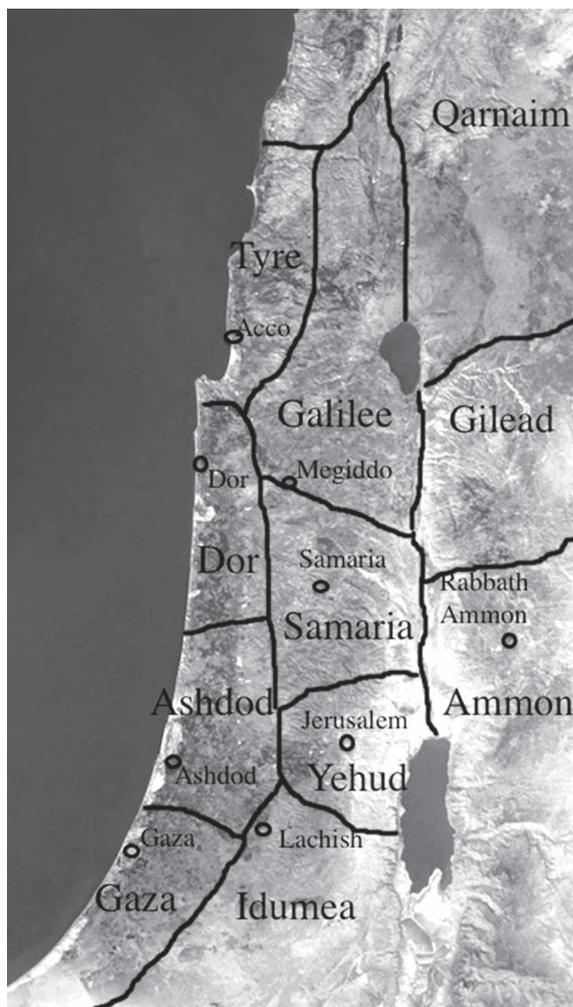 Qarnaim
Tyre
Acco
Galilee
Gilead
Megiddo
Dor
Dor
Samaria
Rabbath
Ammon
Samaria
Ashdod
Ammon
Jerusalem
Ashdod
Yehud
Gaza
Lachish
Gaza
Idumea